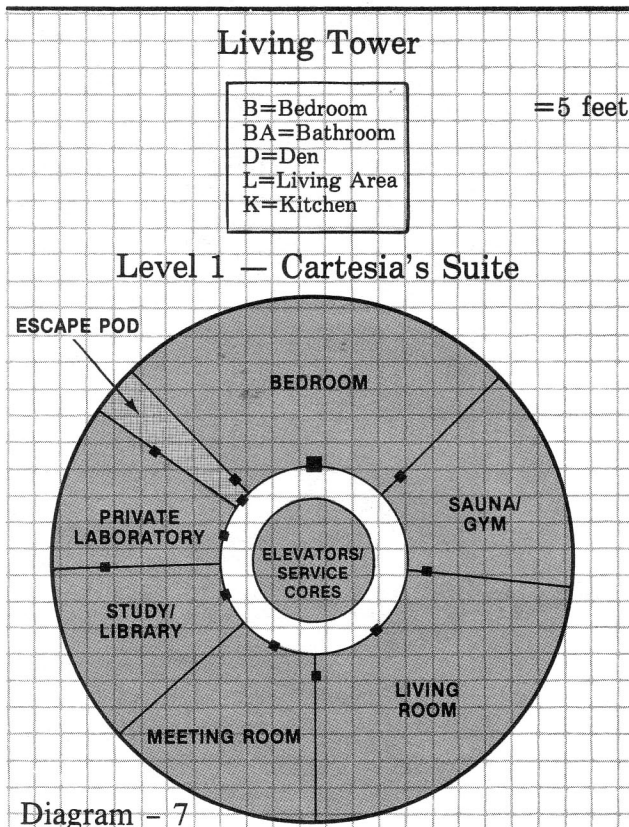 Living Tower
B=Bedroom
BA=Bathroom
D=Den
L=Living Area
K=Kitchen
=5 feet
Level 1 — Cartesia's Suite
ESCAPE POD
BEDROOM
SAUNA/
GYM
PRIVATE
LABORATORY
ELEVATORS/
SERVICE
CORES
STUDY/
LIBRARY
LIVING
ROOM
MEETING ROOM
Diagram - 7